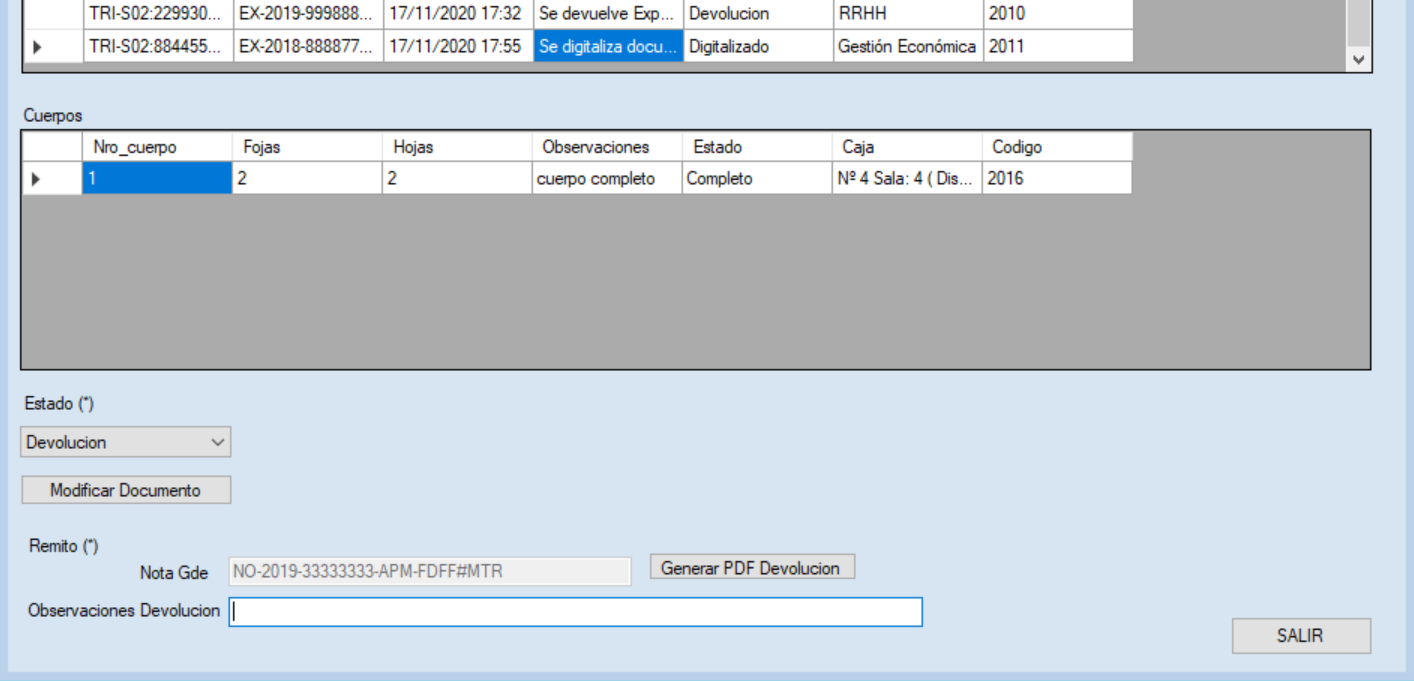 TRI-S02:229930... EX-2019-999888... 17/11/2020 17:32 Se devuelve Exp... Devolucion RRHH 2010
TRI-S02:884455... EX-2018-888877... 17/11/2020 17:55 Se digitaliza docu... Digitalizado Gestión Económica 2011
Cuerpos
Nro_cuerpo Fojas Hojas Observaciones Estado Caja Codigo
1 2 2 cuerpo completo Completo Nº 4 Sala: 4 ( Dis... 2016
Estado (*)
Devolucion
Modificar Documento
Remito (*)
Nota Gde NO-2019-33333333-APM-FDFF#MTR Generar PDF Devolucion
Observaciones Devolucion
SALIR